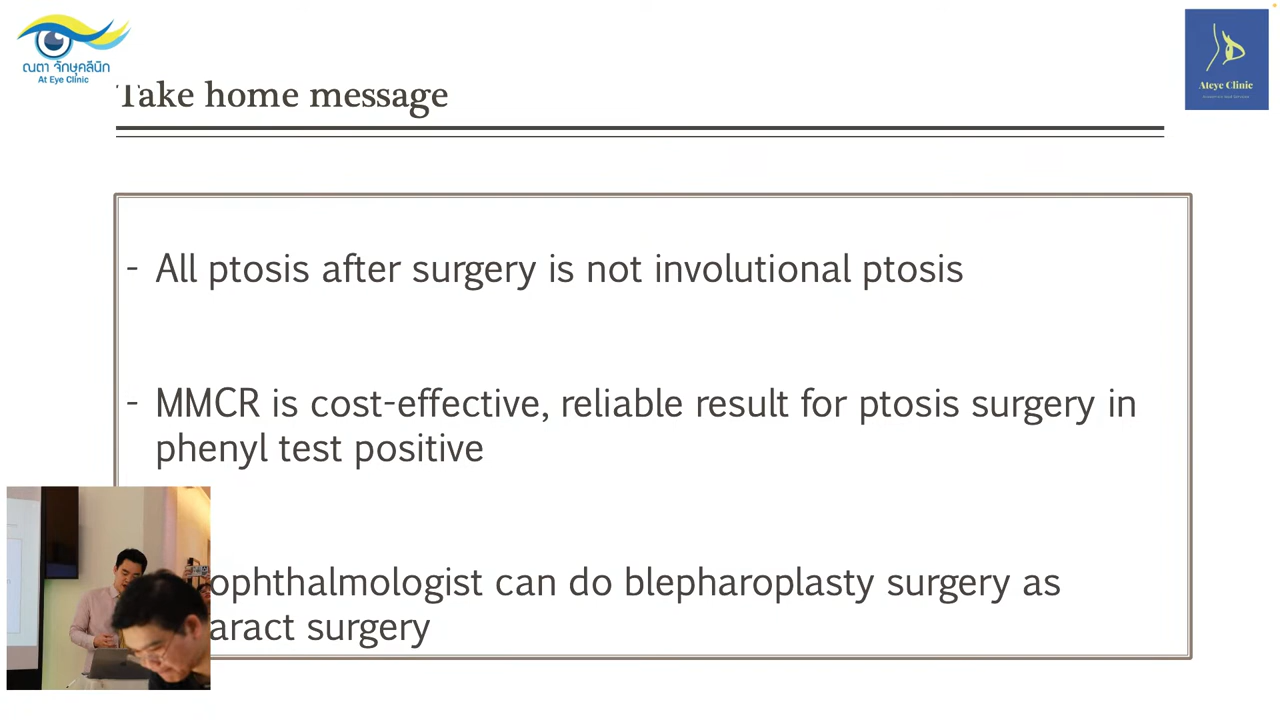 ณตา จักษุคลินิก
At Eye Clinic
Ateye Clinic
Take home message
- All ptosis after surgery is not involutional ptosis
- MMCR is cost-effective, reliable result for ptosis surgery in
phenyl test positive
ophthalmologist can do blepharoplasty surgery as
aract surgery